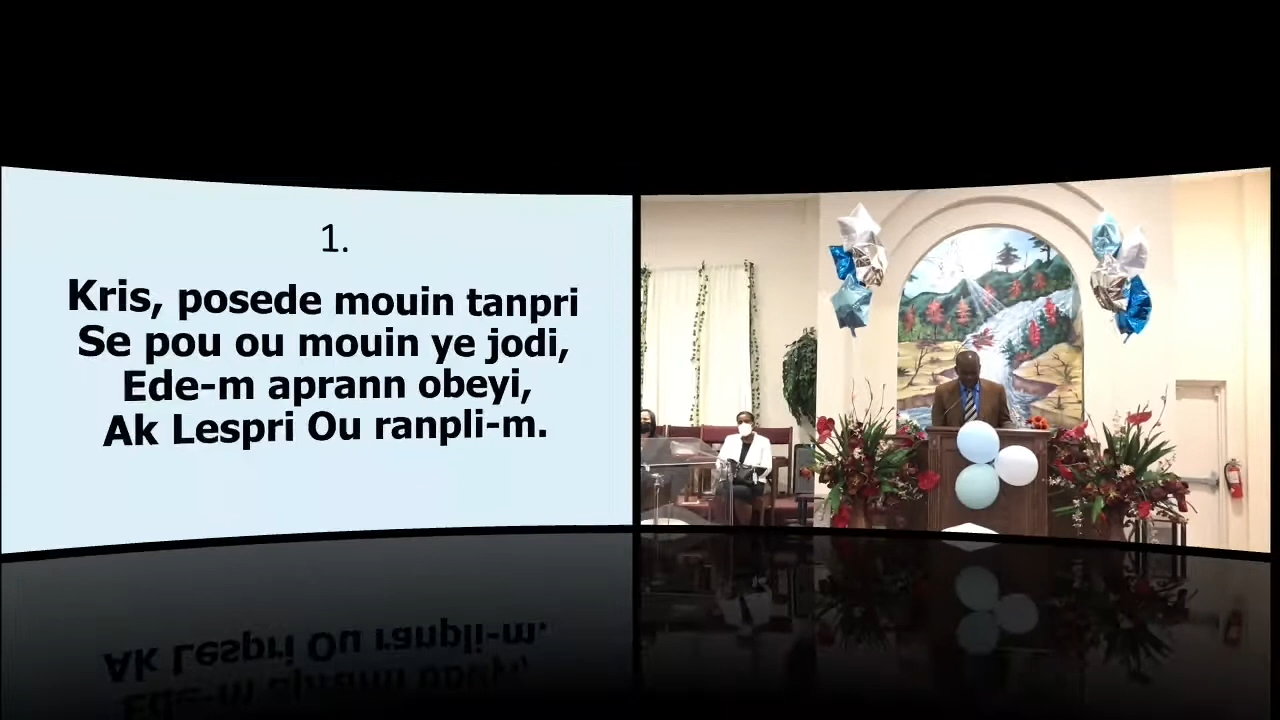 1.
Kris, posede mouin tanpri
Se pou ou mouin ye jodi,
Ede-m aprann obeyi,
Ak Lespri Ou ranpli-m.